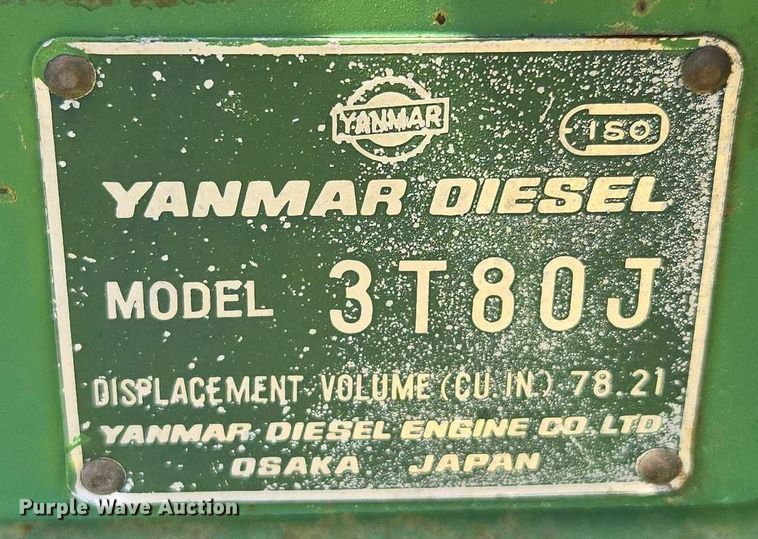 YANMAR
ISO
YANMAR DIESEL
MODEL 3T80J
DISPLACEMENT VOLUME (CU.IN.) 78.21
YANMAR DIESEL ENGINE CO. LTD
OSAKA JAPAN
Purple Wave Auction